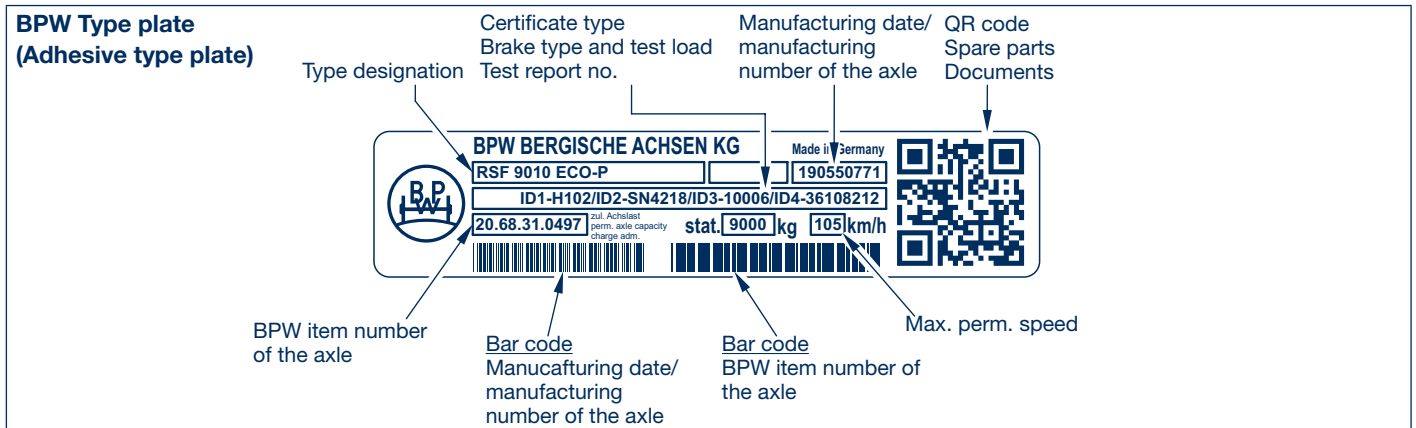 BPW Type plate
(Adhesive type plate)
Type designation
Certificate type
Brake type and test load
Test report no.
Manufacturing date/
manufacturing
number of the axle
QR code
Spare parts
Documents
BPW BERGISCHE ACHSEN KG
Made in Germany
RSF 9010 ECO-P
190550771
ID1-H102/ID2-SN4218/ID3-10006/ID4-36108212
20.68.31.0497
zul. Achslast
perm. axle capacity
charge adm.
stat. 9000 kg 105 km/h
BPW
BPW item number
of the axle
Bar code
Manucafturing date/
manufacturing
number of the axle
Bar code
BPW item number of
the axle
Max. perm. speed